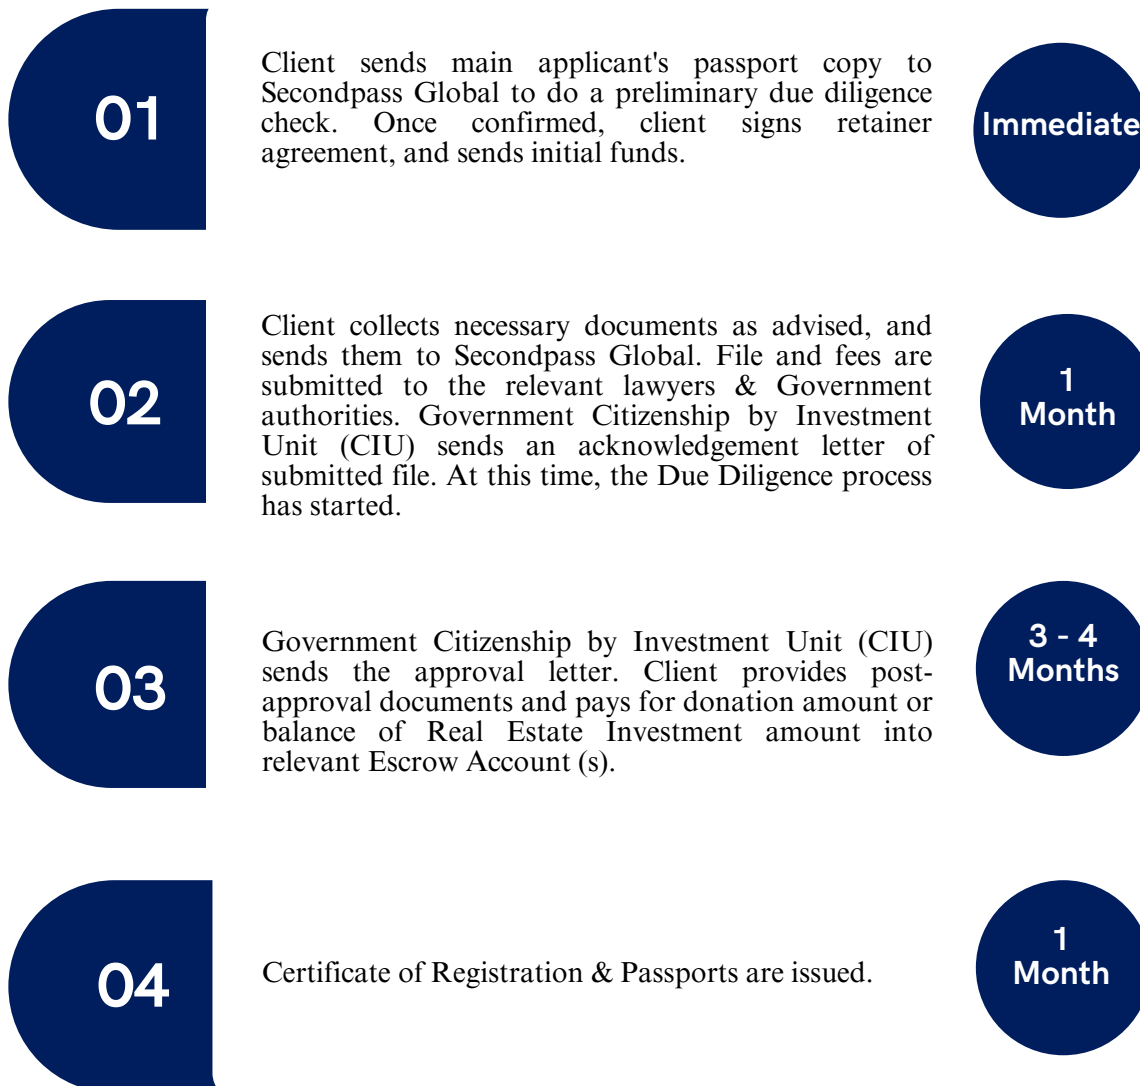 01
Client sends main applicant's passport copy to
Secondpass Global to do a preliminary due diligence
check. Once confirmed, client signs retainer
agreement, and sends initial funds.
Immediate
02
Client collects necessary documents as advised, and
sends them to Secondpass Global. File and fees are
submitted to the relevant lawyers & Government
authorities. Government Citizenship by Investment
Unit (CIU) sends an acknowledgement letter of
submitted file. At this time, the Due Diligence process
has started.
1
Month
03
Government Citizenship by Investment Unit (CIU)
sends the approval letter. Client provides post-
approval documents and pays for donation amount or
balance of Real Estate Investment amount into
relevant Escrow Account (s).
3 - 4
Months
04
Certificate of Registration & Passports are issued.
1
Month